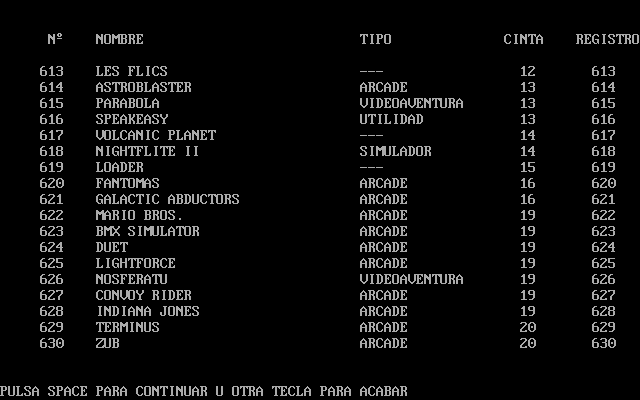 Nº NOMBRE TIPO CINTA REGISTRO
613 LES FLICS --- 12 613
614 ASTROBLASTER ARCADE 13 614
615 PARABOLA VIDEOAVENTURA 13 615
616 SPEAKEASY UTILIDAD 13 616
617 VOLCANIC PLANET --- 14 617
618 NIGHTFLITE II SIMULADOR 14 618
619 LOADER --- 15 619
620 FANTOMAS ARCADE 16 620
621 GALACTIC ABDUCTORS ARCADE 16 621
622 MARIO BROS. ARCADE 19 622
623 BMX SIMULATOR ARCADE 19 623
624 DUET ARCADE 19 624
625 LIGHTFORCE ARCADE 19 625
626 NOSFERATU VIDEOAVENTURA 19 626
627 CONVOY RIDER ARCADE 19 627
628 INDIANA JONES ARCADE 19 628
629 TERMINUS ARCADE 20 629
630 ZUB ARCADE 20 630
PULSA SPACE PARA CONTINUAR U OTRA TECLA PARA ACABAR